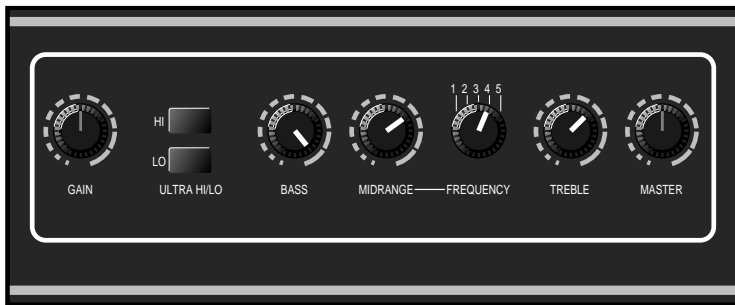 1 2 3 4 5
HI
LO
GAIN ULTRA HI/LO BASS MIDRANGE FREQUENCY TREBLE MASTER